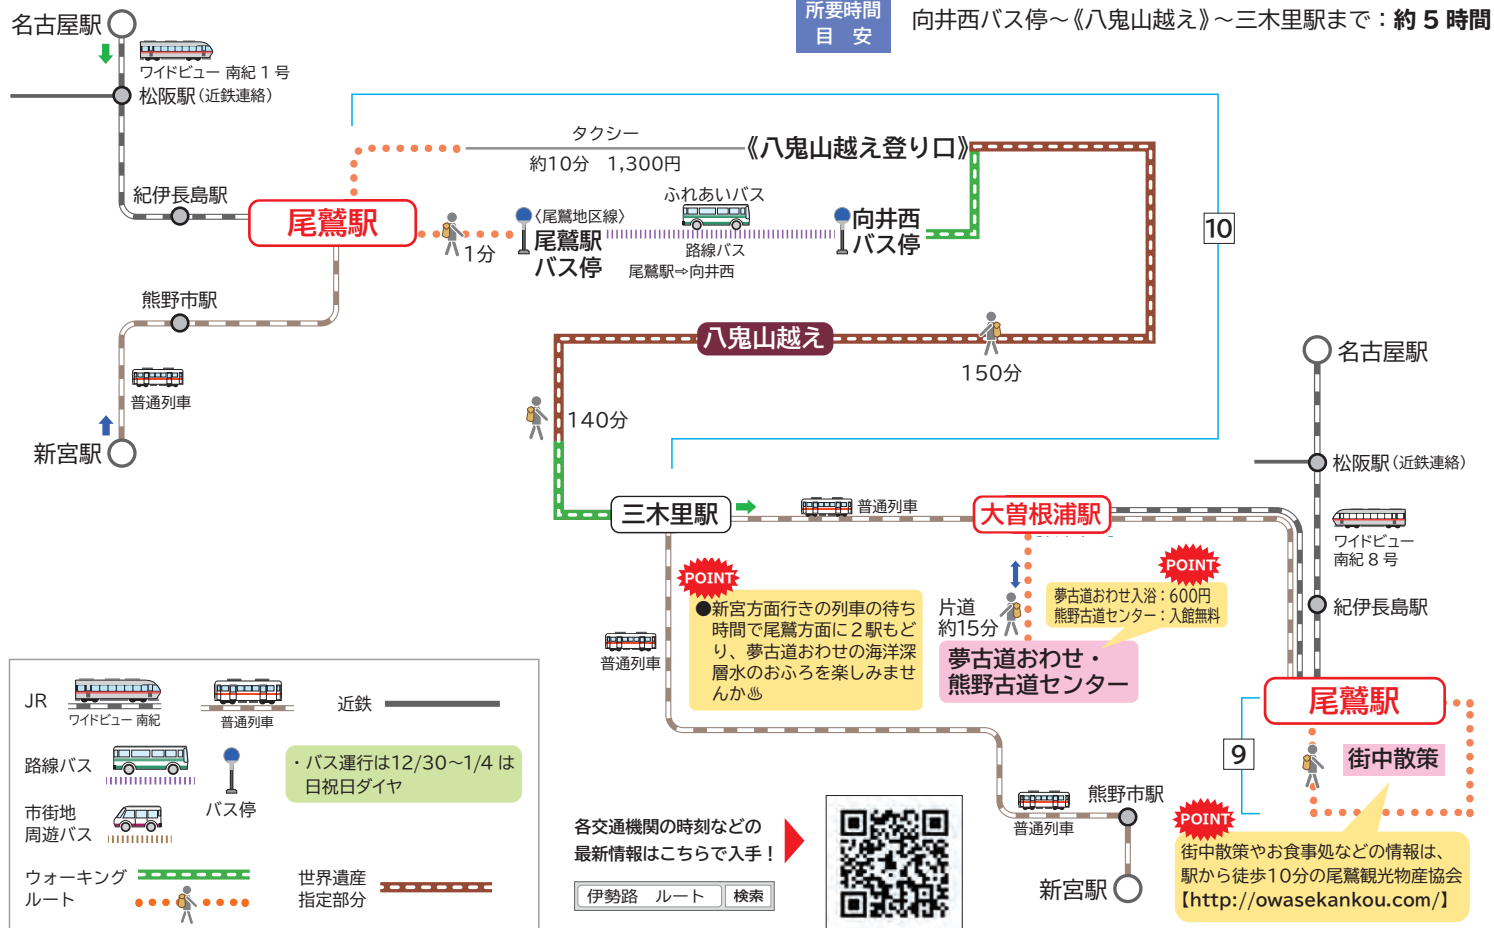 所要時間
目 安
向井西バス停～《八鬼山越え》～三木里駅まで：約５時間
名古屋駅
ワイドビュー 南紀１号
松阪駅（近鉄連絡）
紀伊長島駅
尾鷲駅
熊野市駅
普通列車
新宮駅
タクシー
約10分 1,300円
《八鬼山越え登り口》
1分
〈尾鷲地区線〉
尾鷲駅
バス停
ふれあいバス
路線バス
尾鷲駅⇨向井西
向井西
バス停
10
八鬼山越え
150分
140分
三木里駅
普通列車
大曽根浦駅
普通列車
POINT
●新宮方面行きの列車の待ち
時間で尾鷲方面に２駅もど
り、夢古道おわせの海洋深
層水のおふろを楽しみませ
んか♨
片道
約15分
POINT
夢古道おわせ入浴：600円
熊野古道センター：入館無料
夢古道おわせ・
熊野古道センター
名古屋駅
松阪駅（近鉄連絡）
ワイドビュー
南紀８号
紀伊長島駅
尾鷲駅
9
街中散策
POINT
街中散策やお食事処などの情報は、
駅から徒歩10分の尾鷲観光物産協会
【http://owasekankou.com/】
普通列車
熊野市駅
新宮駅
JR
ワイドビュー 南紀
普通列車
近鉄
路線バス
バス停
・バス運行は12/30～1/4 は
日祝日ダイヤ
市街地
周遊バス
ウォーキング
ルート
世界遺産
指定部分
各交通機関の時刻などの
最新情報はこちらで入手！
伊勢路 ルート 検索